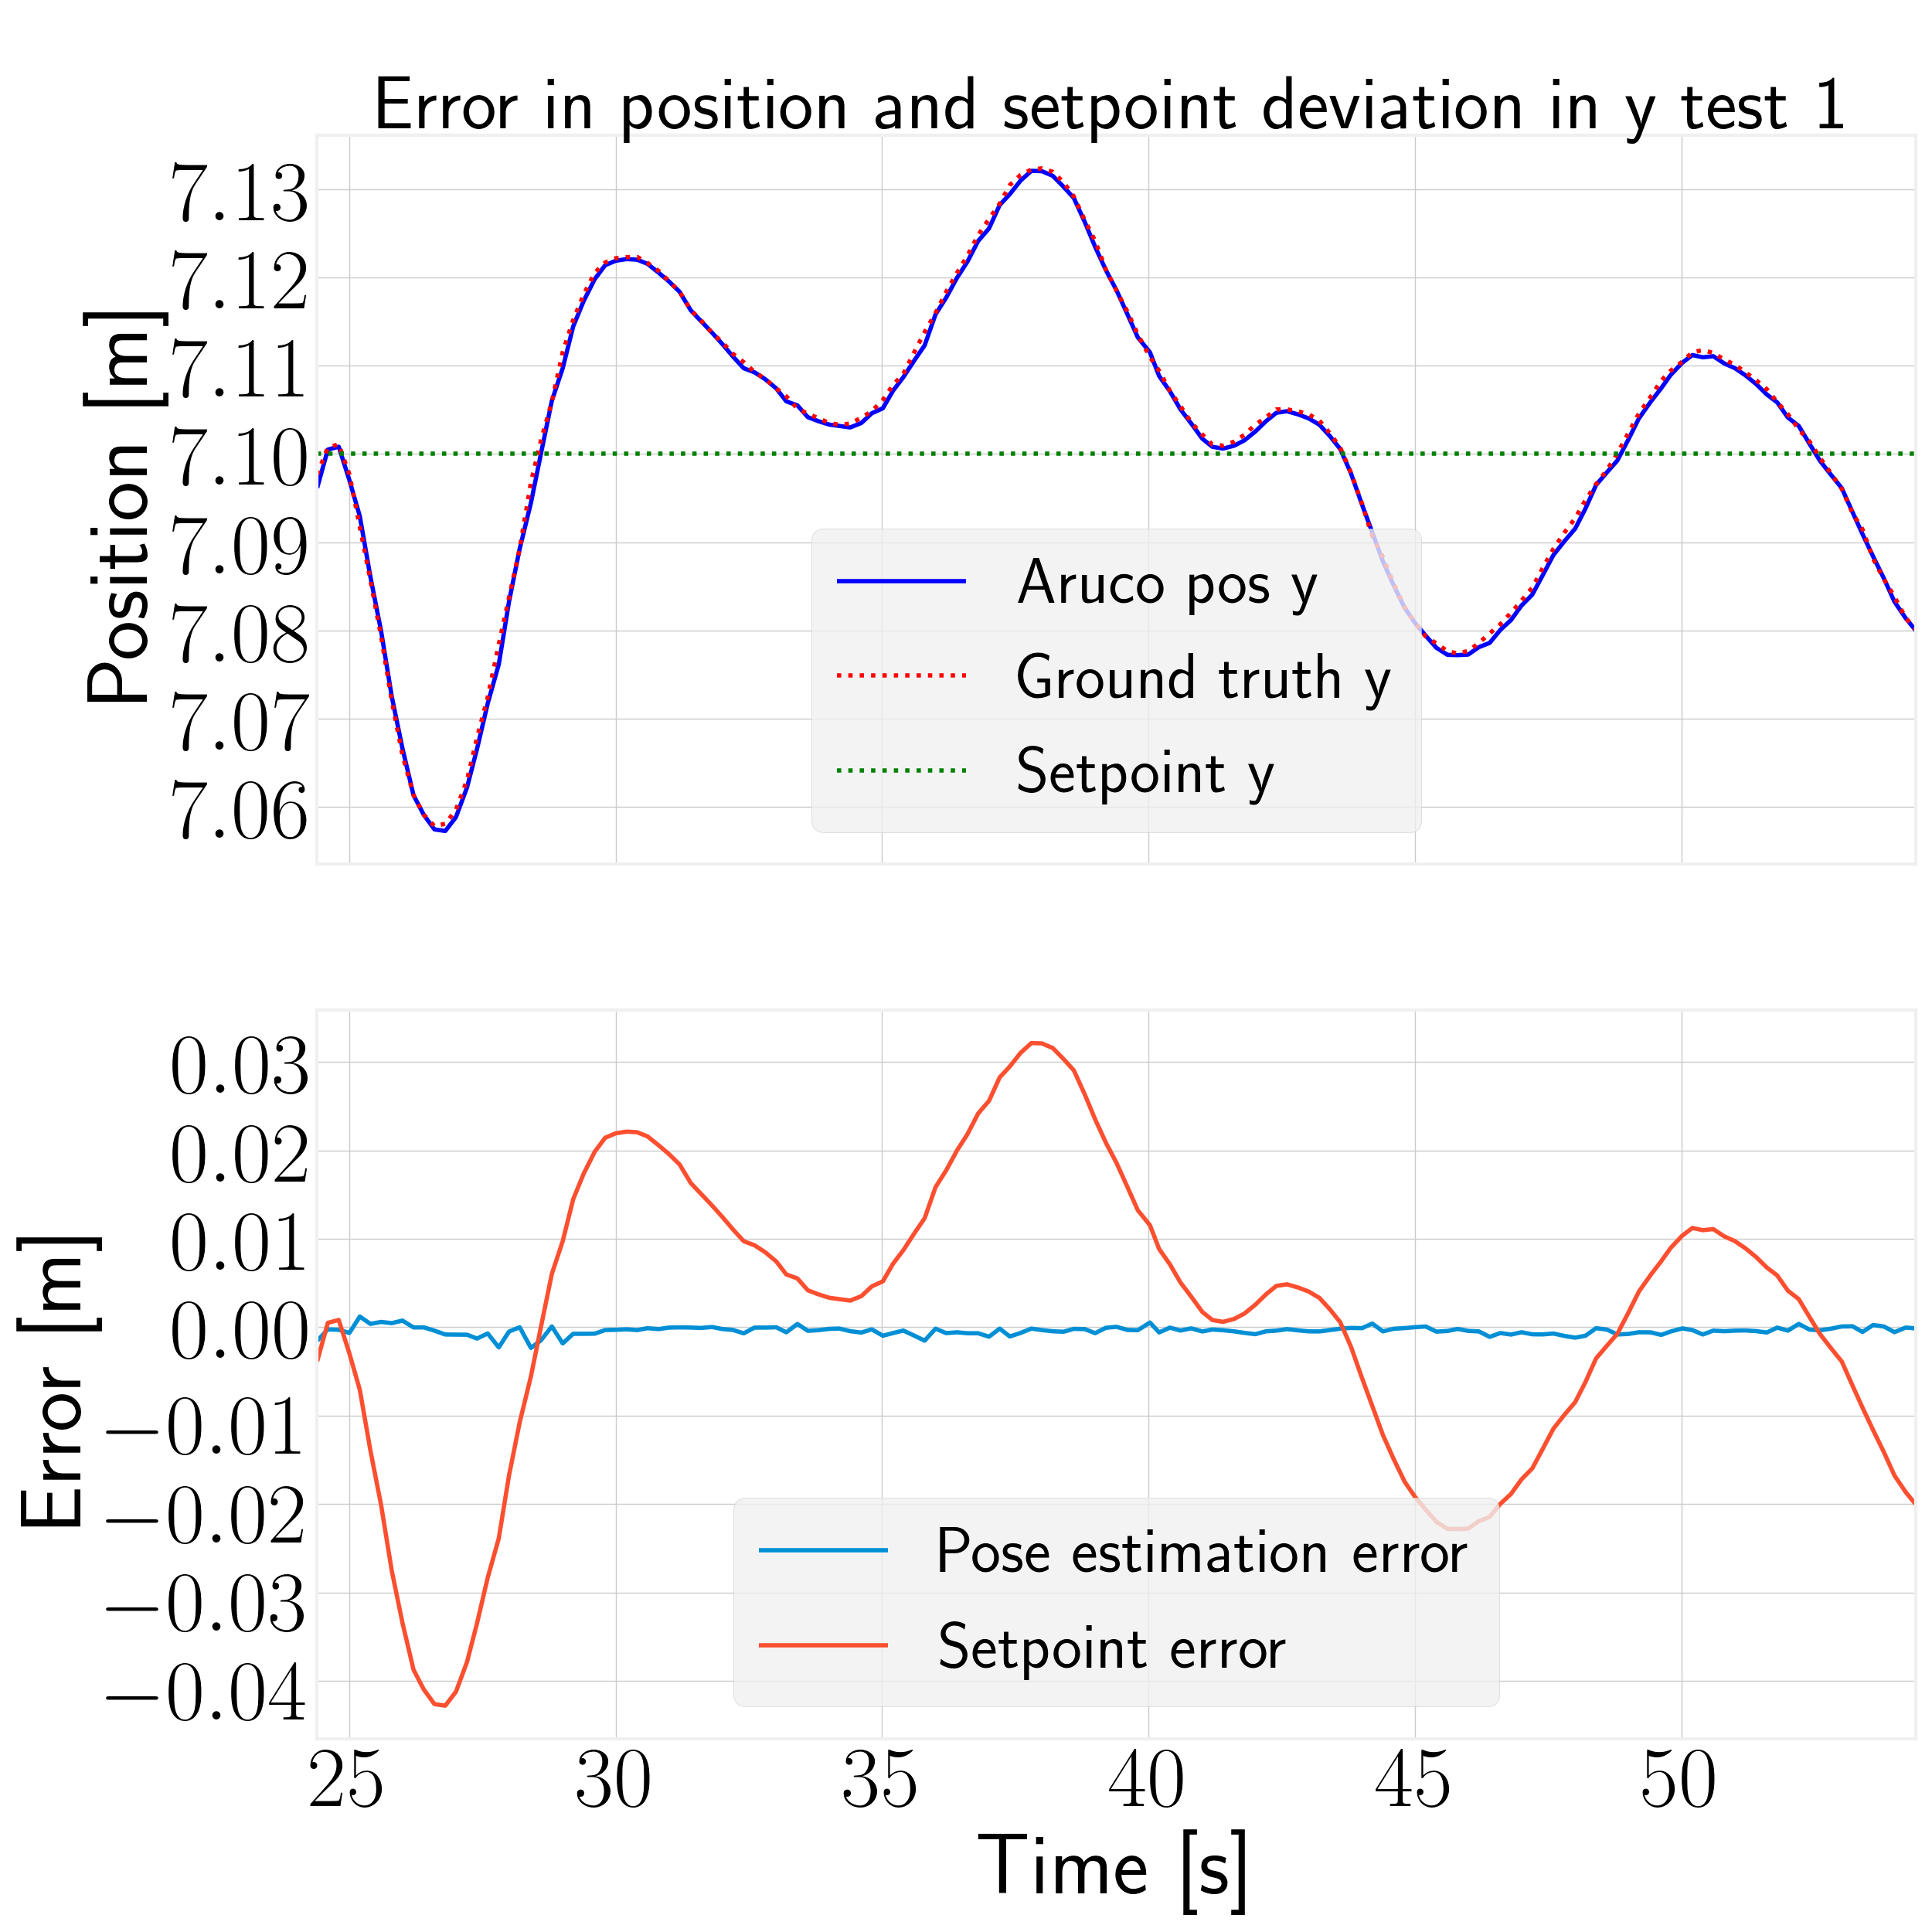 Error in position and setpoint deviation in y test 1
Position [m]
7.13
7.12
7.11
7.10
7.09
7.08
7.07
7.06
Aruco pos y
Ground truth y
Setpoint y
Error [m]
0.03
0.02
0.01
0.00
−0.01
−0.02
−0.03
−0.04
Pose estimation error
Setpoint error
25 30 35 40 45 50
Time [s]